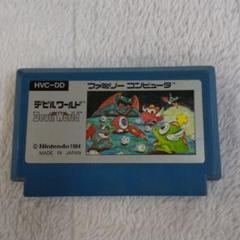 HVC-DD
ファミリー コンピュータ
デビルワールド
Devil World
© Nintendo 1984
MADE IN JAPAN